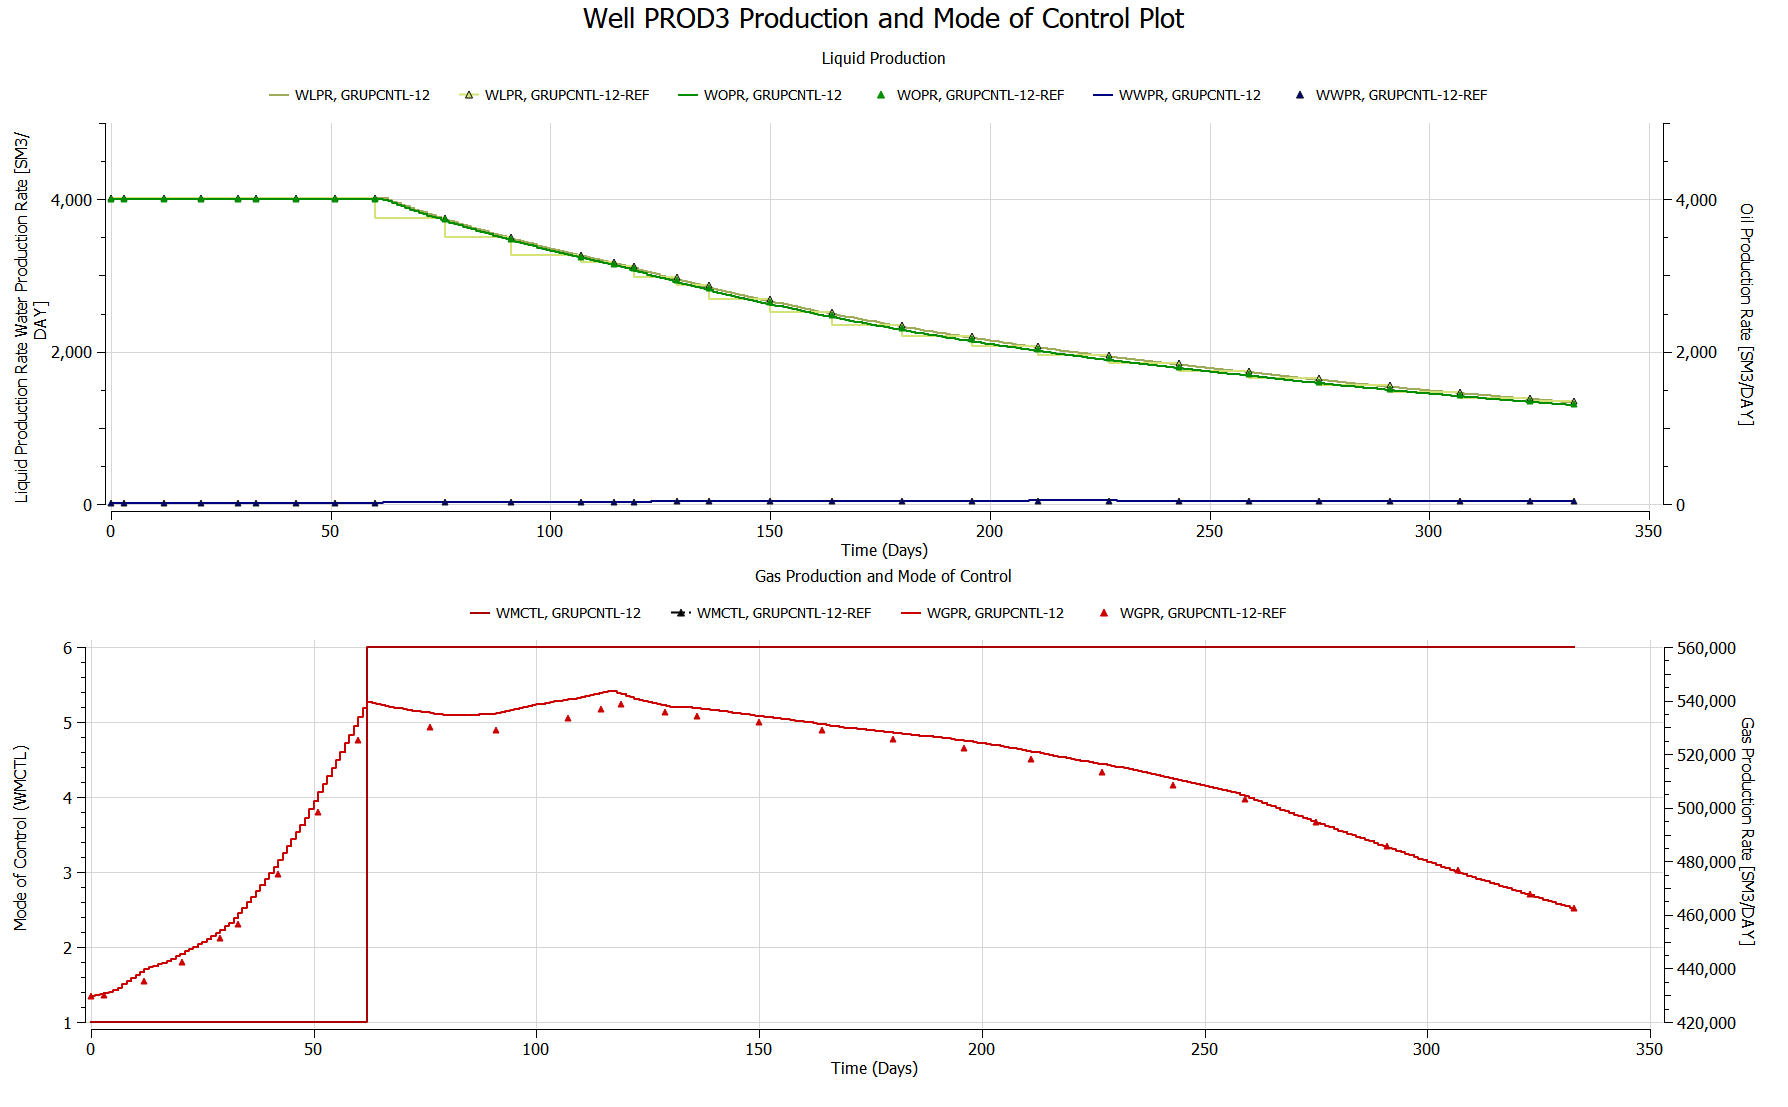 Well PROD3 Production and Mode of Control Plot
Liquid Production
WLPR, GRUPCNTL-12 WLPR, GRUPCNTL-12-REF WOPR, GRUPCNTL-12 WOPR, GRUPCNTL-12-REF WWPR, GRUPCNTL-12 WWPR, GRUPCNTL-12-REF
Liquid Production Rate Water Production Rate [SM3/
DAY]
4,000
2,000
0
4,000
2,000
0
Oil Production Rate [SM3/DAY]
0 50 100 150 200 250 300 350
Time (Days)
Gas Production and Mode of Control
WMCTL, GRUPCNTL-12 WMCTL, GRUPCNTL-12-REF WGPR, GRUPCNTL-12 WGPR, GRUPCNTL-12-REF
Mode of Control (WMCTL)
6
5
4
3
2
1
560,000
540,000
520,000
500,000
480,000
460,000
440,000
420,000
Gas Production Rate [SM3/DAY]
0 50 100 150 200 250 300 350
Time (Days)